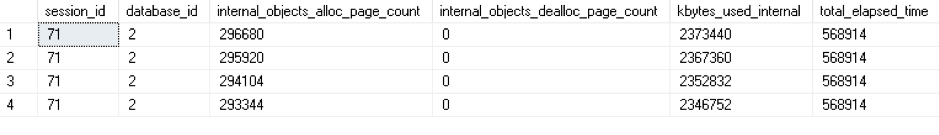 session_id database_id internal_objects_alloc_page_count internal_objects_dealloc_page_count kbytes_used_internal total_elapsed_time
1 71 2 296680 0 2373440 568914
2 71 2 295920 0 2367360 568914
3 71 2 294104 0 2352832 568914
4 71 2 293344 0 2346752 568914